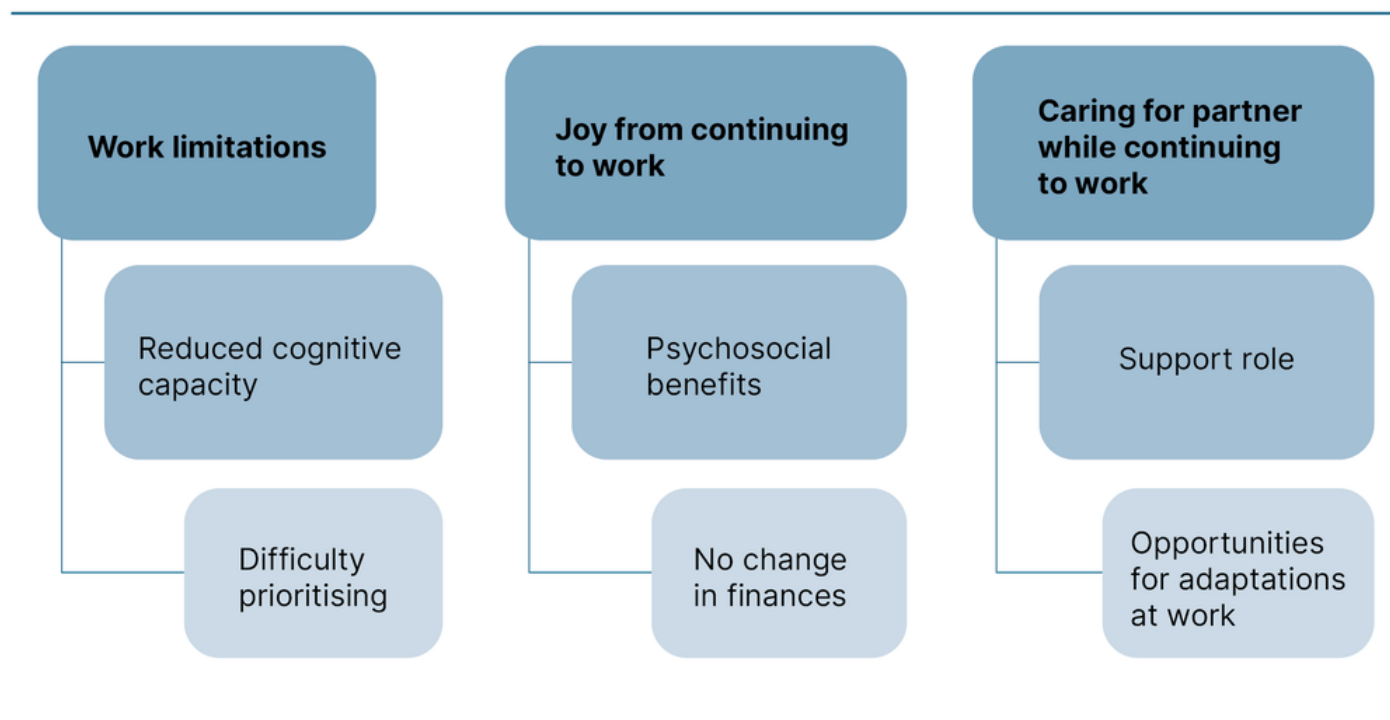 Work limitations
Reduced cognitive
capacity
Difficulty
prioritising
Joy from continuing
to work
Psychosocial
benefits
No change
in finances
Caring for partner
while continuing
to work
Support role
Opportunities
for adaptations
at work